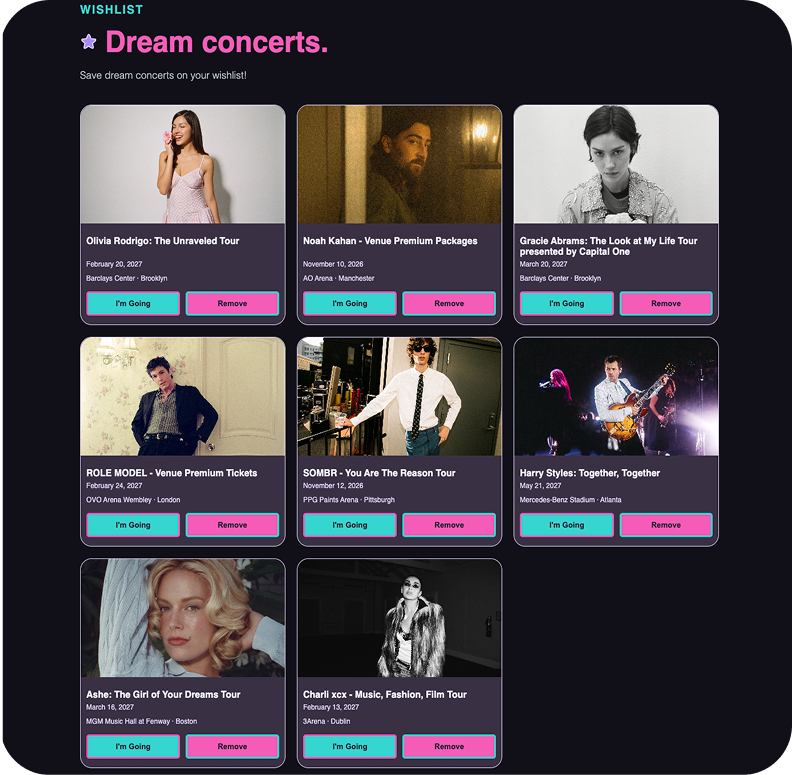 WISHLIST
Dream concerts.
Save dream concerts on your wishlist!
Olivia Rodrigo: The Unraveled Tour
February 20, 2027
Barclays Center · Brooklyn
I'm Going
Remove
Noah Kahan - Venue Premium Packages
November 10, 2026
AO Arena · Manchester
I'm Going
Remove
Gracie Abrams: The Look at My Life Tour
presented by Capital One
March 20, 2027
Barclays Center · Brooklyn
I'm Going
Remove
ROLE MODEL - Venue Premium Tickets
February 24, 2027
OVO Arena Wembley · London
I'm Going
Remove
SOMBR - You Are The Reason Tour
November 12, 2026
PPG Paints Arena · Pittsburgh
I'm Going
Remove
Harry Styles: Together, Together
May 21, 2027
Mercedes-Benz Stadium · Atlanta
I'm Going
Remove
Ashe: The Girl of Your Dreams Tour
March 16, 2027
MGM Music Hall at Fenway · Boston
I'm Going
Remove
Charli xcx - Music, Fashion, Film Tour
February 13, 2027
3Arena · Dublin
I'm Going
Remove